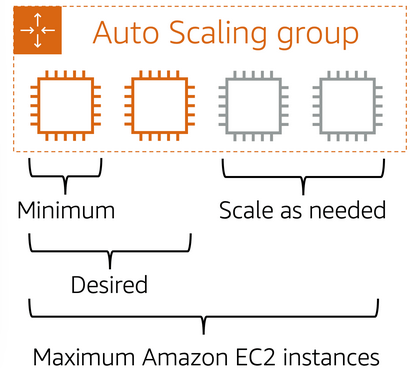 Auto Scaling group
Minimum
Scale as needed
Desired
Maximum Amazon EC2 instances